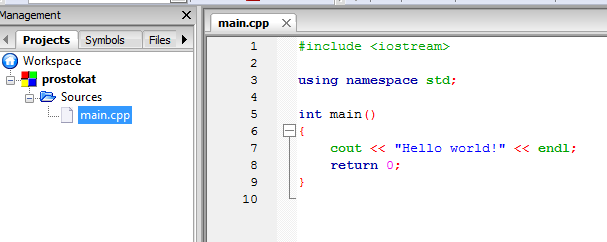 Management
Projects Symbols Files
Workspace
prostokat
Sources
main.cpp
main.cpp
1 #include <iostream>
2
3 using namespace std;
4
5 int main()
6 {
7 cout << "Hello world!" << endl;
8 return 0;
9 }
10